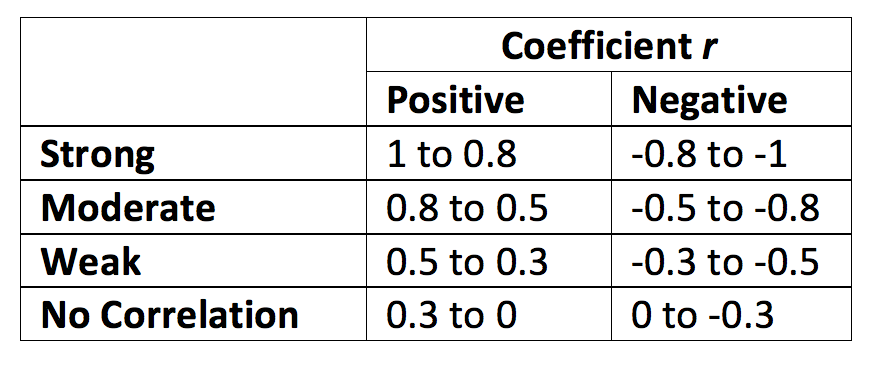 Coefficient r
Positive Negative
Strong 1 to 0.8 -0.8 to -1
Moderate 0.8 to 0.5 -0.5 to -0.8
Weak 0.5 to 0.3 -0.3 to -0.5
No Correlation 0.3 to 0 0 to -0.3